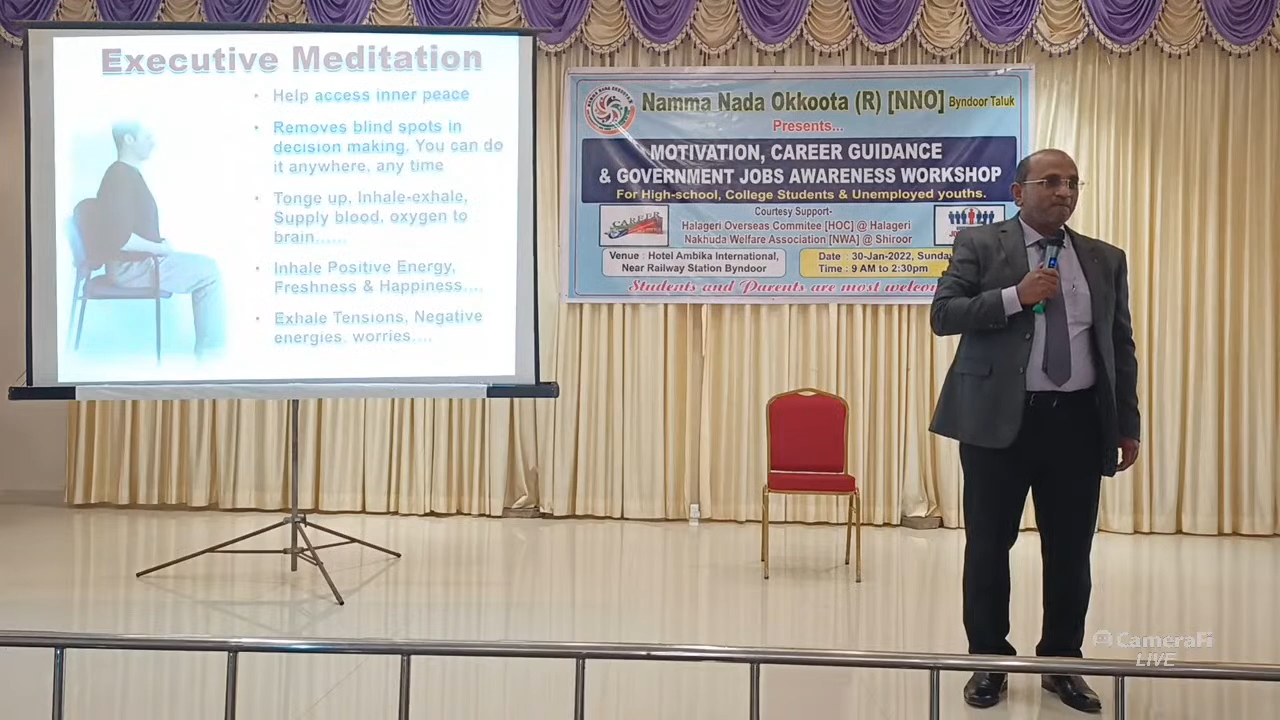 Executive Meditation
• Help access inner peace
• Removes blind spots in
decision making. You can do
it anywhere, any time
• Tonge up, Inhale-exhale,
Supply blood, oxygen to
brain......
• Inhale Positive Energy,
Freshness & Happiness....
• Exhale Tensions, Negative
energies, worries....
NAMMA NADA OKKOOTA
Namma Nada Okkoota (R) [NNO] Byndoor Taluk
Presents...
MOTIVATION, CAREER GUIDANCE
& GOVERNMENT JOBS AWARENESS WORKSHOP
For High-school, College Students & Unemployed youths.
CAREER
Courtesy Support-
Halageri Overseas Commitee [HOC] @ Halageri
Nakhuda Welfare Association [NWA] @ Shiroor
Venue : Hotel Ambika International,
Near Railway Station Byndoor
Date : 30-Jan-2022, Sunday
Time : 9 AM to 2:30pm
Students and Parents are most welcom
CameraFi
LIVE